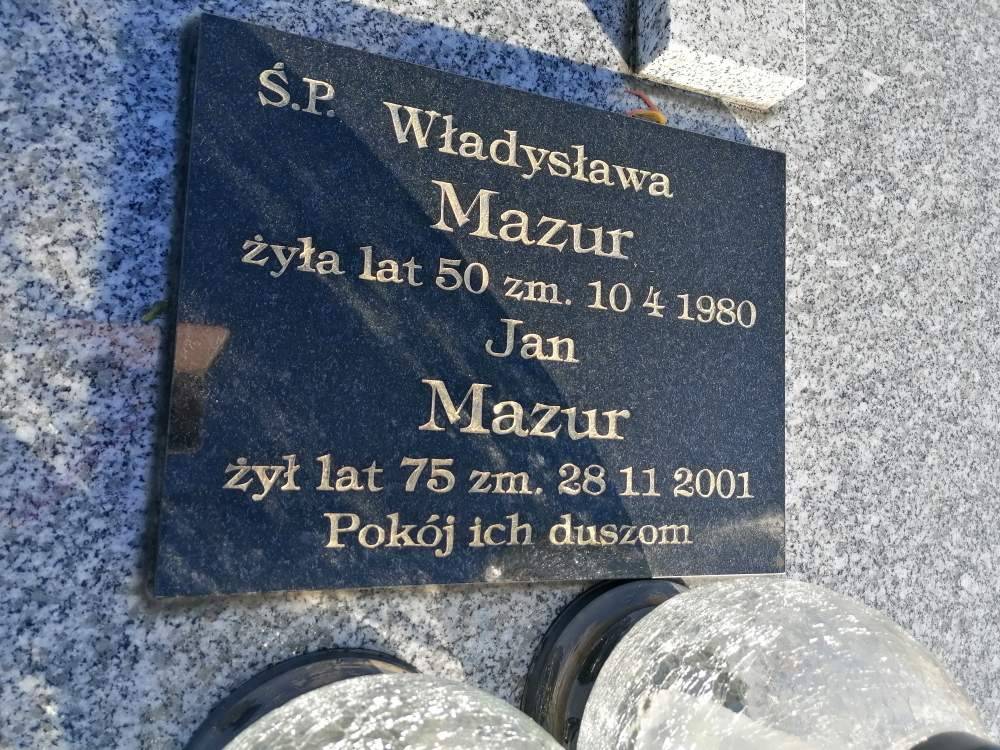 Ś.P. Władysława
Mazur
żyła lat 50 zm. 10 4 1980
Jan
Mazur
żył lat 75 zm. 28 11 2001
Pokój ich duszom